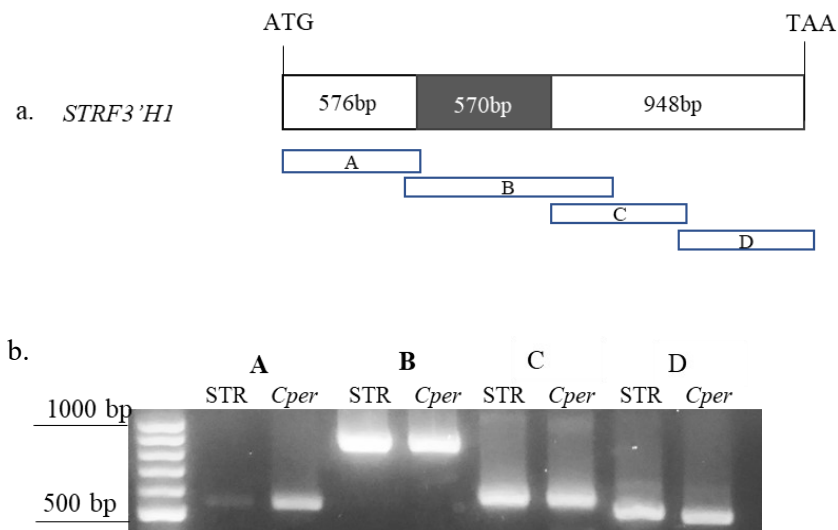 ATG TAA
a. STRF3'H1 576bp 570bp 948bp
A
B
C
D
b.
A B C D
STR Cper STR Cper STR Cper STR Cper
1000 bp
500 bp